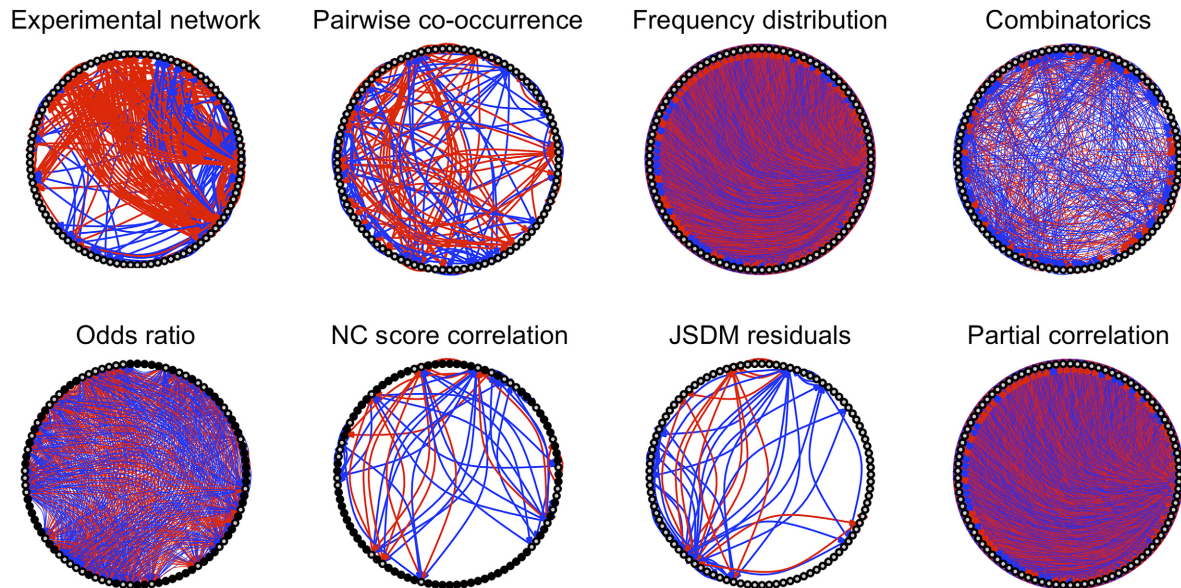 Experimental network
Pairwise co-occurrence
Frequency distribution
Combinatorics
Odds ratio
NC score correlation
JSDM residuals
Partial correlation